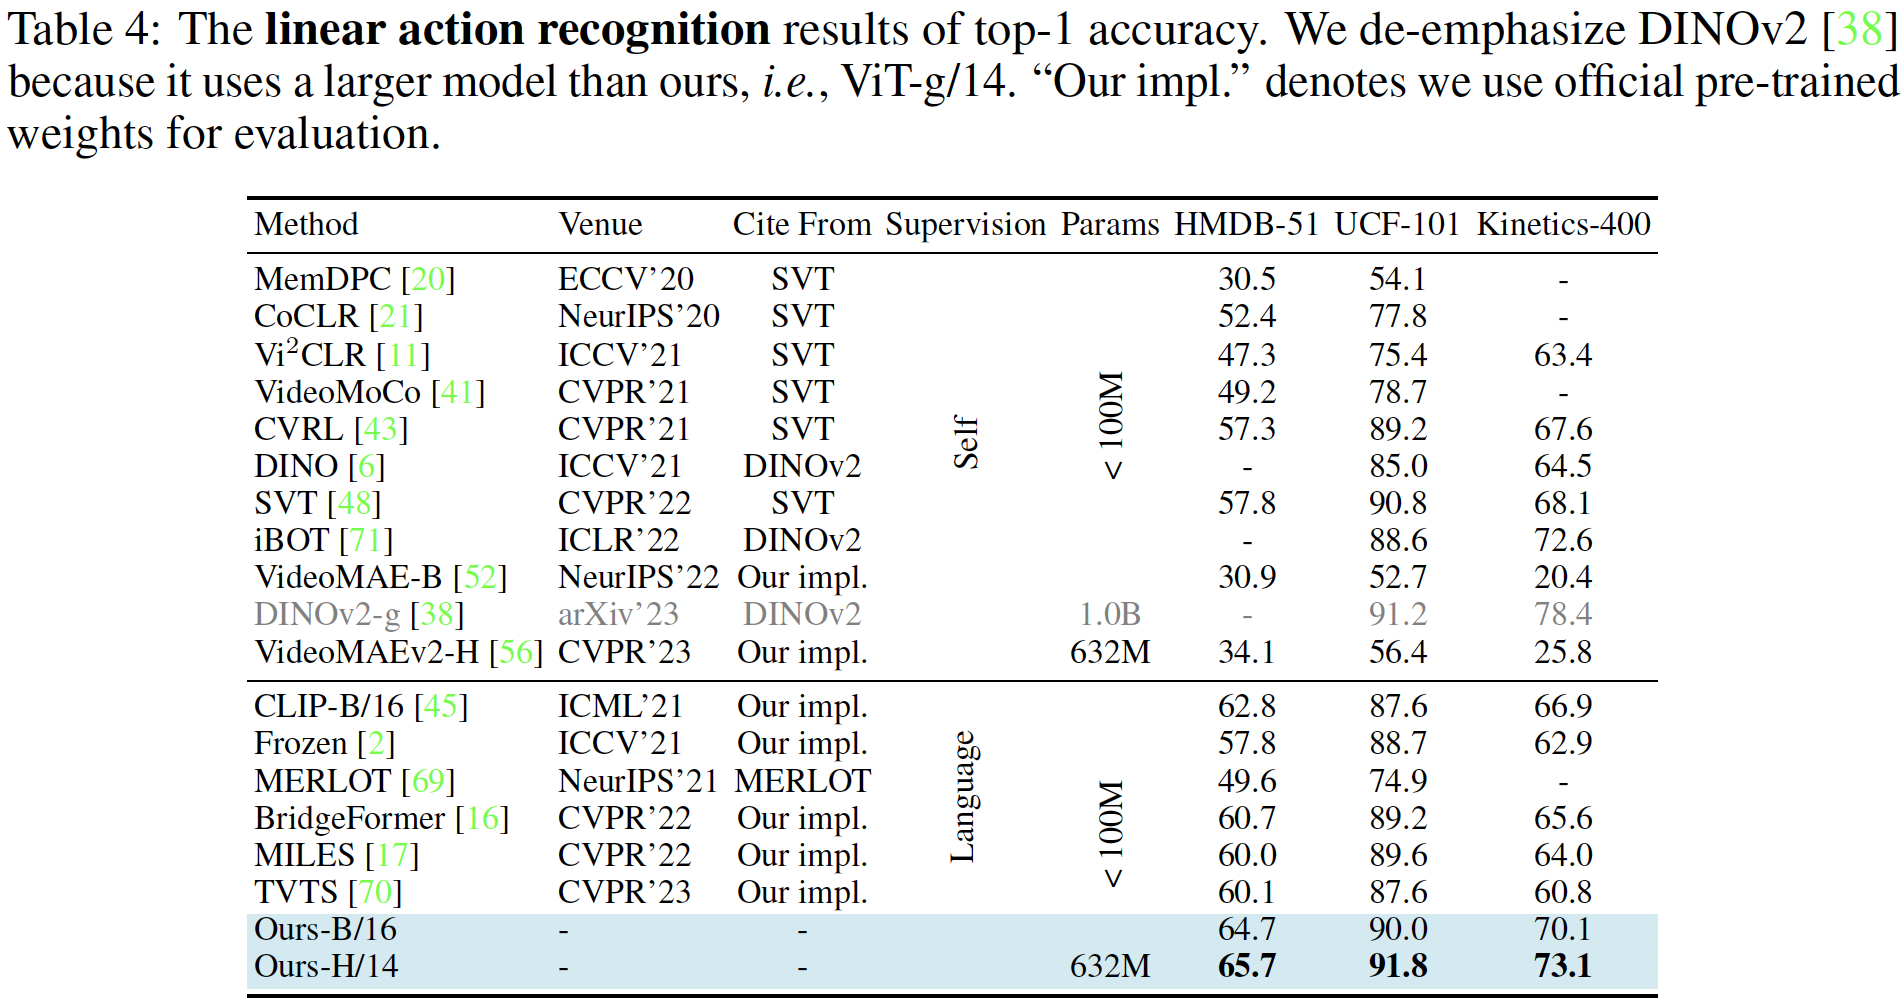 Table 4: The linear action recognition results of top-1 accuracy. We de-emphasize DINOv2 [38]
because it uses a larger model than ours, i.e., ViT-g/14. “Our impl.” denotes we use official pre-trained
weights for evaluation.
Method Venue Cite From Supervision Params HMDB-51 UCF-101 Kinetics-400
MemDPC [20] ECCV’20 SVT 30.5 54.1 -
CoCLR [21] NeurIPS’20 SVT 52.4 77.8 -
Vi²CLR [11] ICCV’21 SVT 47.3 75.4 63.4
VideoMoCo [41] CVPR’21 SVT 49.2 78.7 -
CVRL [43] CVPR’21 SVT 57.3 89.2 67.6
Self
< 100M
DINO [6] ICCV’21 DINOv2 - 85.0 64.5
SVT [48] CVPR’22 SVT 57.8 90.8 68.1
iBOT [71] ICLR’22 DINOv2 - 88.6 72.6
VideoMAE-B [52] NeurIPS’22 Our impl. 30.9 52.7 20.4
DINOv2-g [38] arXiv’23 DINOv2 1.0B - 91.2 78.4
VideoMAEv2-H [56] CVPR’23 Our impl. 632M 34.1 56.4 25.8
CLIP-B/16 [45] ICML’21 Our impl. 62.8 87.6 66.9
Frozen [2] ICCV’21 Our impl. 57.8 88.7 62.9
MERLOT [69] NeurIPS’21 MERLOT 49.6 74.9 -
Language
< 100M
BridgeFormer [16] CVPR’22 Our impl. 60.7 89.2 65.6
MILES [17] CVPR’22 Our impl. 60.0 89.6 64.0
TVTS [70] CVPR’23 Our impl. 60.1 87.6 60.8
Ours-B/16 - - 64.7 90.0 70.1
Ours-H/14 - - 632M 65.7 91.8 73.1